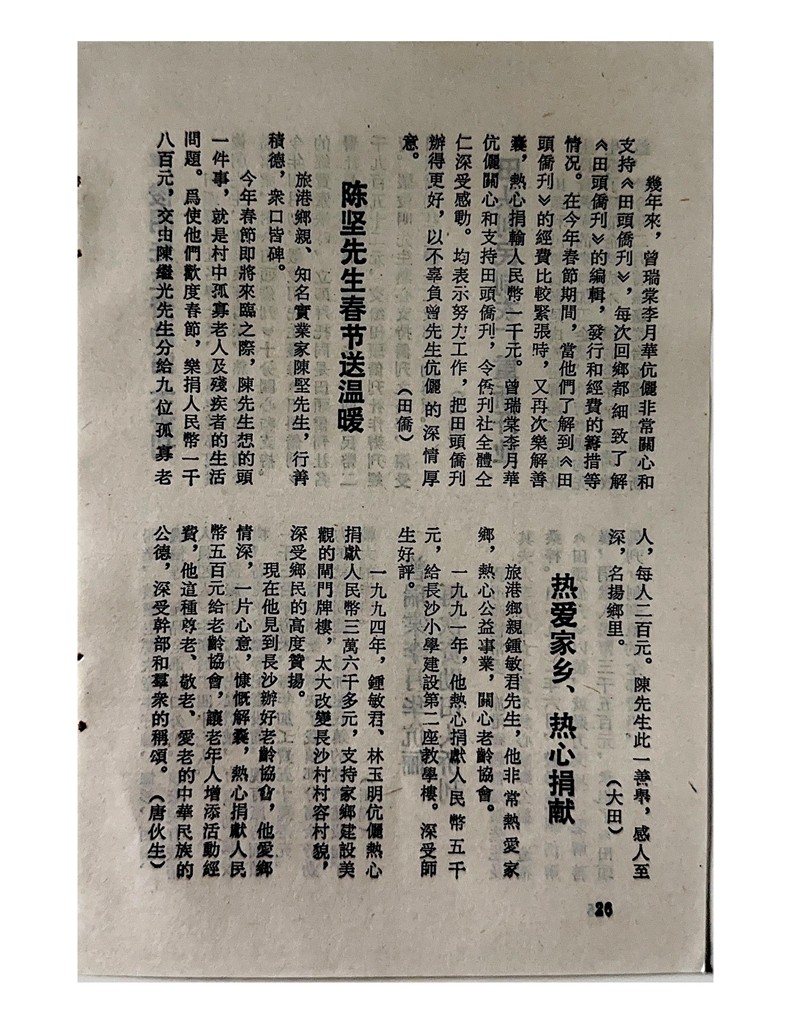 幾年來，曾瑞棠李月華伉儷非常關心和
支持《田頭僑刋》，每次回鄉都細致了解
《田頭僑刋》的編輯，發行和經費的籌措等
情况。在今年春節期間，當他們了解到《田
頭僑刋》的經費比較緊張時，又再次樂解善
囊，熱心捐輸人民幣一千元。曾瑞棠李月華
伉儷關心和支持田頭僑刋，令僑刋社全體仝
仁深受感動。均表示努力工作，把田頭僑刋
辦得更好，以不辜負曾先生伉儷的深情厚
意。（田僑）
陈坚先生春节送温暖
旅港鄉親、知名實業家陳堅先生，行善
積德，衆口皆碑。
今年春節即將來臨之際，陳先生想的頭
一件事，就是村中孤寡老人及殘疾者的生活
問題。爲使他們歡度春節，樂捐人民幣一千
八百元，交由陳繼光先生分給九位孤寡老
人，每人二百元。陳先生此一善舉，感人至
深，名揚鄉里。（大田）
热爱家乡、热心捐献
旅港鄉親鍾敏君先生，他非常熱愛家
鄉，熱心公益事業，關心老齡協會。
一九九一年，他熱心捐獻人民幣五千
元，給長沙小學建設第二座教學樓。深受師
生好評。
一九九四年，鍾敏君、林玉明伉儷熱心
捐獻人民幣三萬六千多元，支持家鄉建設美
觀的閘門牌樓，太大改變長沙村村容村貌，
深受鄉民的高度贊揚。
現在他見到長沙辦好老齡協會，他愛鄉
情深，一片心意，慷慨解囊，熱心捐獻人民
幣五百元給老齡協會，讓老年人增添活動經
費，他這種尊老、敬老、愛老的中華民族的
公德，深受幹部和羣衆的稱頌。（唐伙生）
26